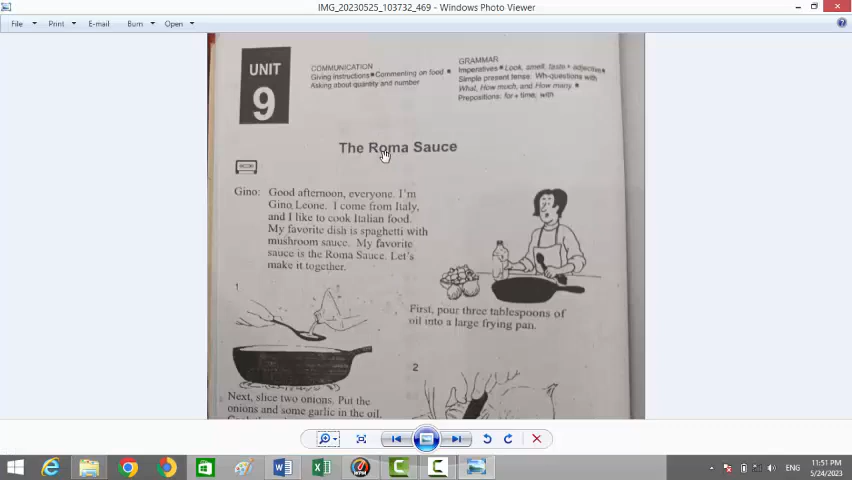 IMG_20230525_103732_469 - Windows Photo Viewer
File Print E-mail Burn Open
UNIT
9
COMMUNICATION
Giving instructions ■ Commenting on food ■
Asking about quantity and number
GRAMMAR
Imperatives ■ Look, smell, taste + adjective ■
Simple present tense: Wh-questions with
What, How much, and How many. ■
Prepositions: for + time, with
The Roma Sauce
Gino: Good afternoon, everyone. I'm
Gino Leone. I come from Italy,
and I like to cook Italian food.
My favorite dish is spaghetti with
mushroom sauce. My favorite
sauce is the Roma Sauce. Let's
make it together.
1
First, pour three tablespoons of
oil into a large frying pan.
2
Next, slice two onions. Put the
onions and some garlic in the oil.
ENG
11:51 PM
5/24/2023